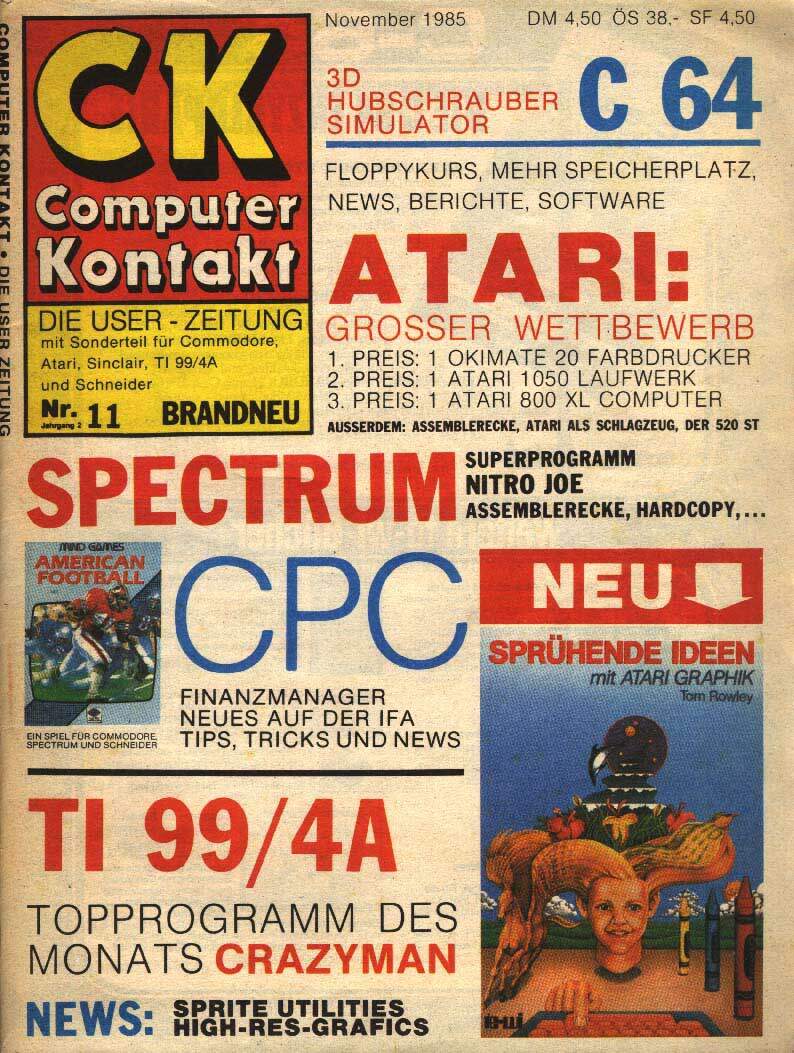 COMPUTER KONTAKT • DIE USER ZEITUNG
November 1985 DM 4,50 ÖS 38,- SF 4,50
CK
Computer
Kontakt
DIE USER - ZEITUNG
mit Sonderteil für Commodore,
Atari, Sinclair, TI 99/4A
und Schneider
Nr. 11 BRANDNEU
Jahrgang 2
3D
HUBSCHRAUBER
SIMULATOR
C 64
FLOPPYKURS, MEHR SPEICHERPLATZ,
NEWS, BERICHTE, SOFTWARE
ATARI:
GROSSER WETTBEWERB
1. PREIS: 1 OKIMATE 20 FARBDRUCKER
2. PREIS: 1 ATARI 1050 LAUFWERK
3. PREIS: 1 ATARI 800 XL COMPUTER
AUSSERDEM: ASSEMBLERECKE, ATARI ALS SCHLAGZEUG, DER 520 ST
SPECTRUM
SUPERPROGRAMM
NITRO JOE
ASSEMBLERECKE, HARDCOPY,...
MIND GAMES
AMERICAN
FOOTBALL
EIN SPIEL FÜR COMMODORE,
SPECTRUM UND SCHNEIDER
CPC
FINANZMANAGER
NEUES AUF DER IFA
TIPS, TRICKS UND NEWS
NEU
SPRÜHENDE IDEEN
mit ATARI GRAPHIK
Tom Rowley
TI 99/4A
TOPPROGRAMM DES
MONATS CRAZYMAN
NEWS:
SPRITE UTILITIES
HIGH-RES-GRAFICS